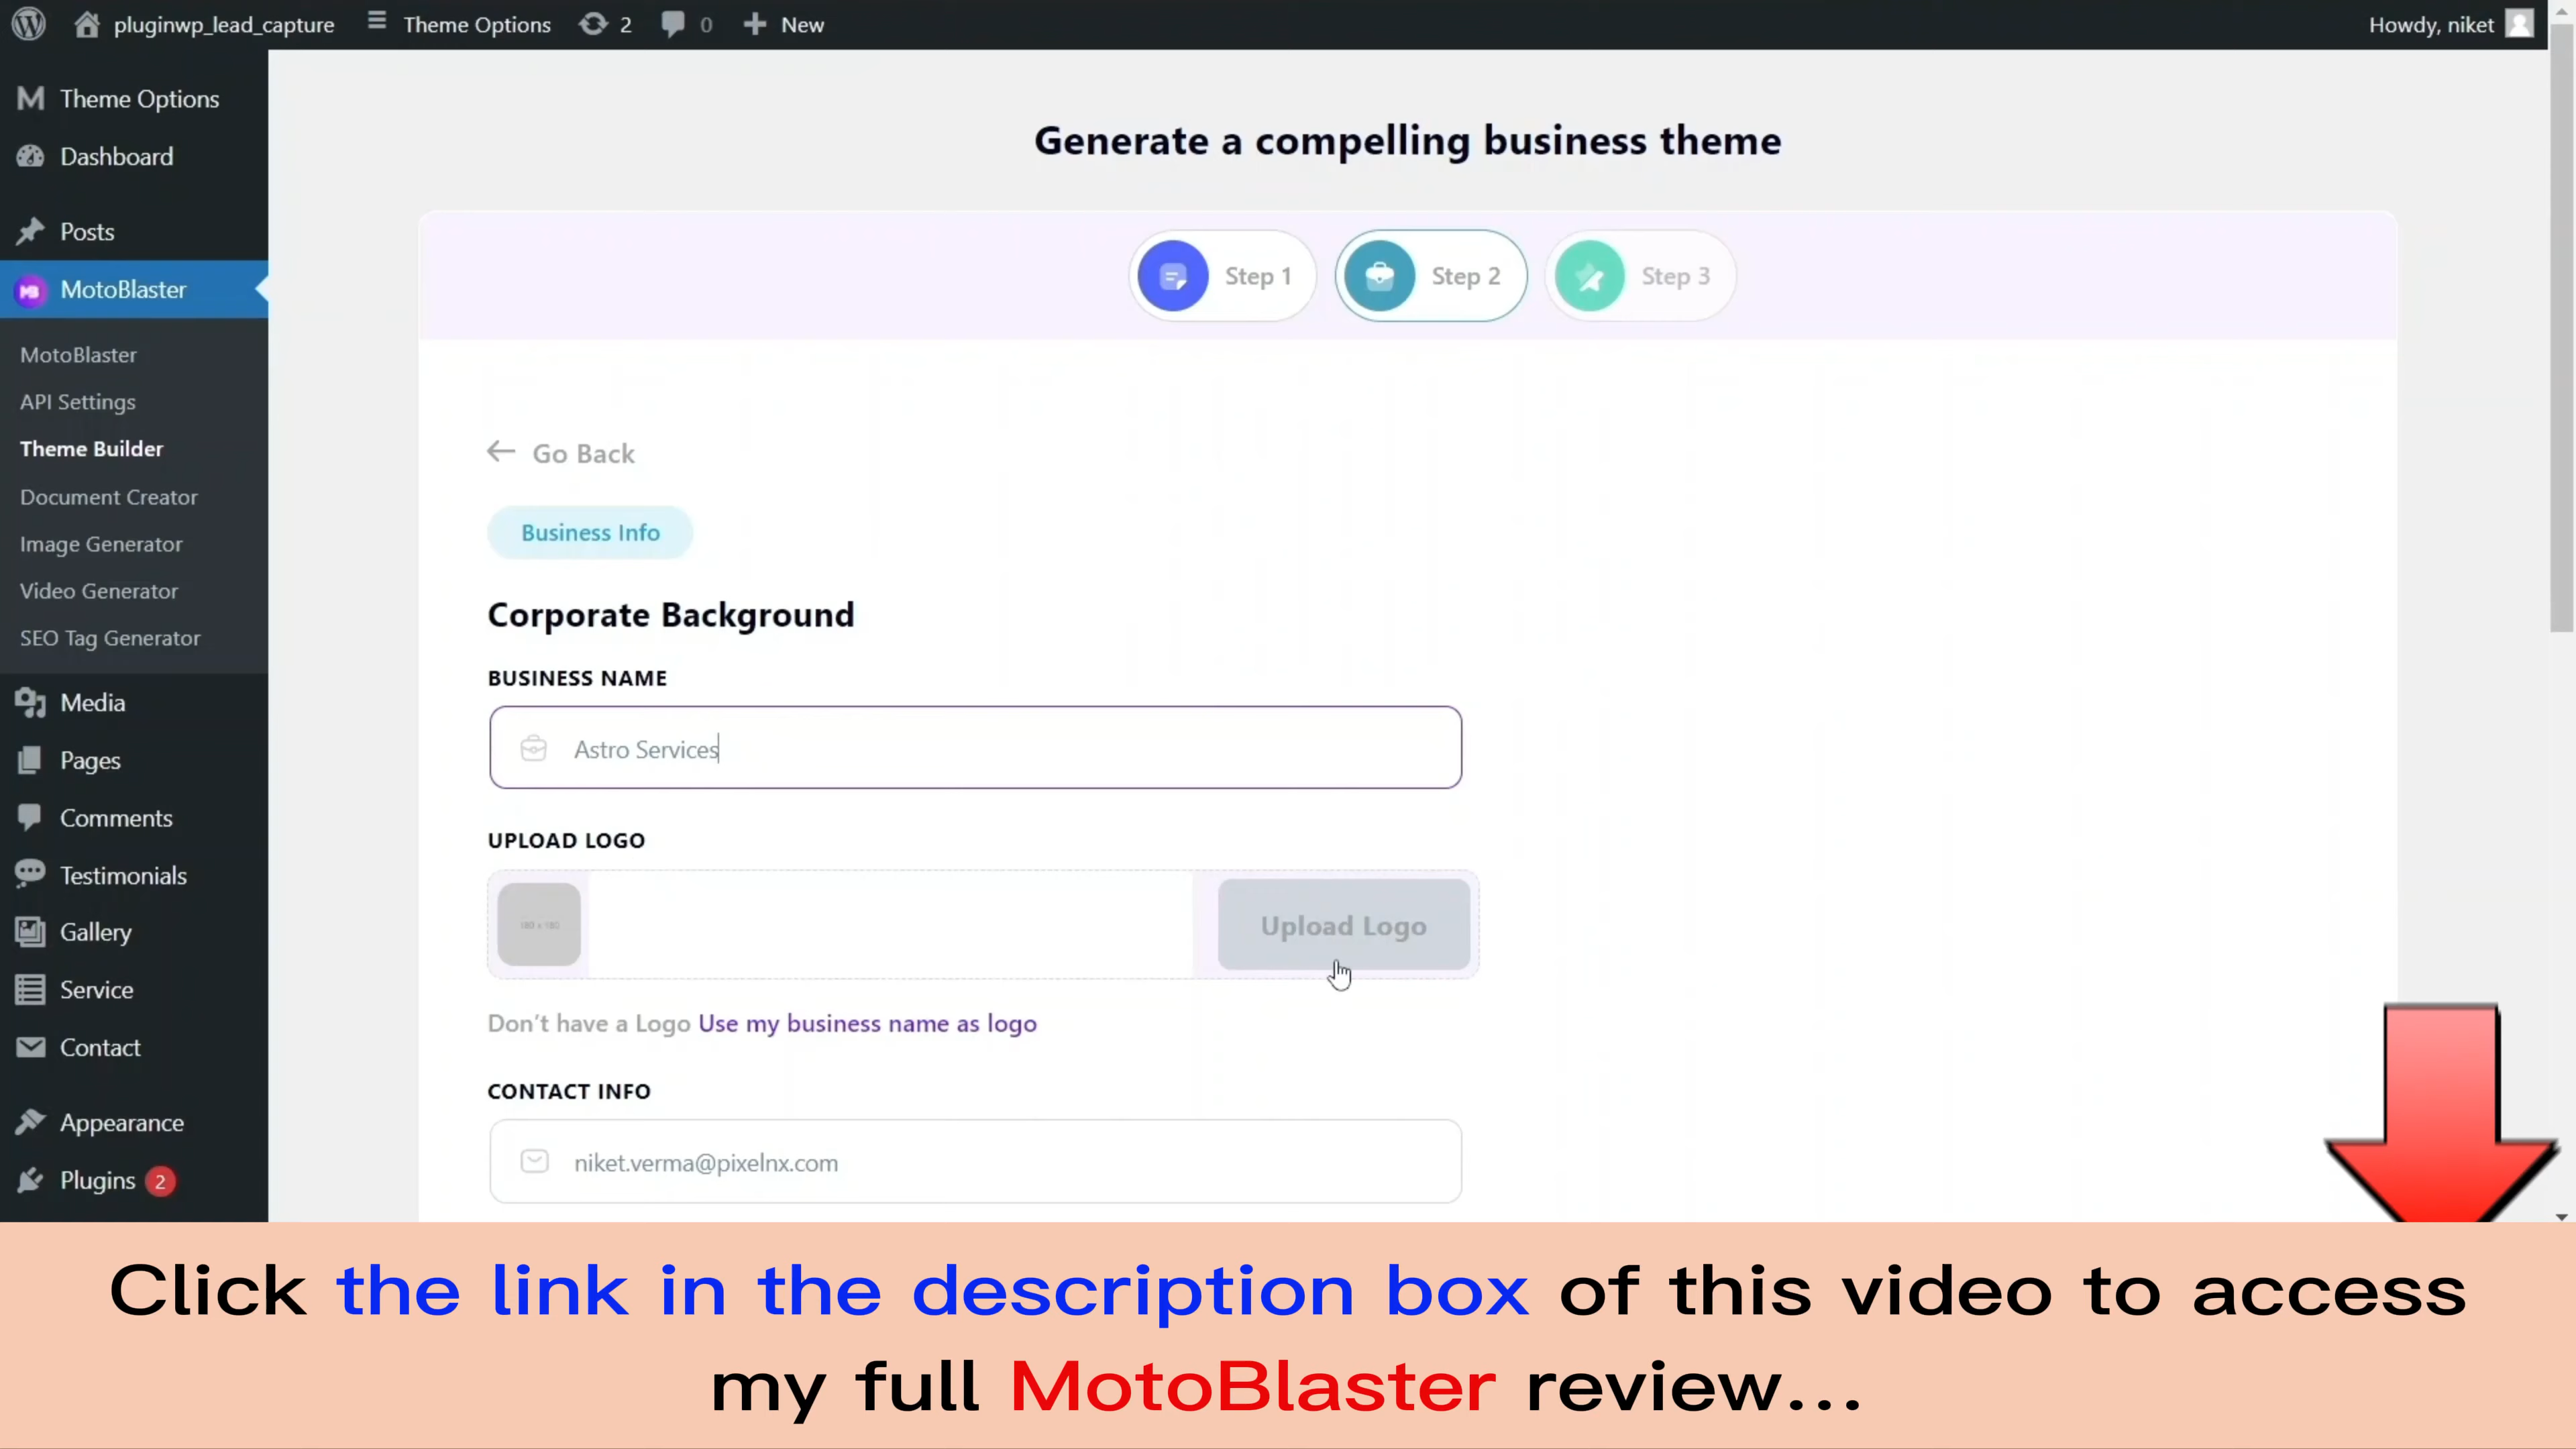 pluginwp_lead_capture Theme Options 2 0 New Howdy, niket
Theme Options
Dashboard
Posts
MotoBlaster
MotoBlaster
API Settings
Theme Builder
Document Creator
Image Generator
Video Generator
SEO Tag Generator
Media
Pages
Comments
Testimonials
Gallery
Service
Contact
Appearance
Plugins 2
Generate a compelling business theme
Step 1 Step 2 Step 3
Go Back
Business Info
Corporate Background
BUSINESS NAME
Astro Services
UPLOAD LOGO
180 x 180
Upload Logo
Don't have a Logo Use my business name as logo
CONTACT INFO
niket.verma@pixelnx.com
Click the link in the description box of this video to access
my full MotoBlaster review...